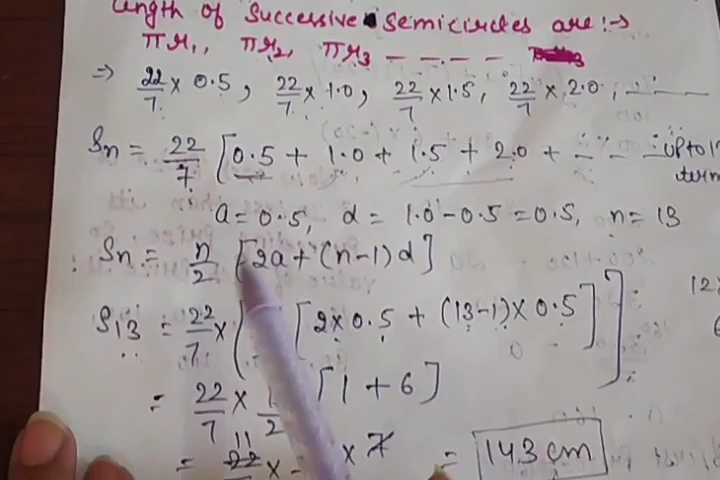 length of successive semicircles are :→
πr₁, πr₂, πr₃ – – . – –
⇒ 22/7 × 0.5, 22/7 × 1.0, 22/7 × 1.5, 22/7 × 2.0,
Sn = 22/7 [0.5 + 1.0 + 1.5 + 2.0 + – – – upto
a = 0.5, d = 1.0 - 0.5 = 0.5, n = 13
Sn = n/2 [2a + (n-1) d]
S13 = 22/7 × ( [2 × 0.5 + (13-1) × 0.5] }
= 22/7 × [1 + 6]
= 22 × × 7 = 143 cm